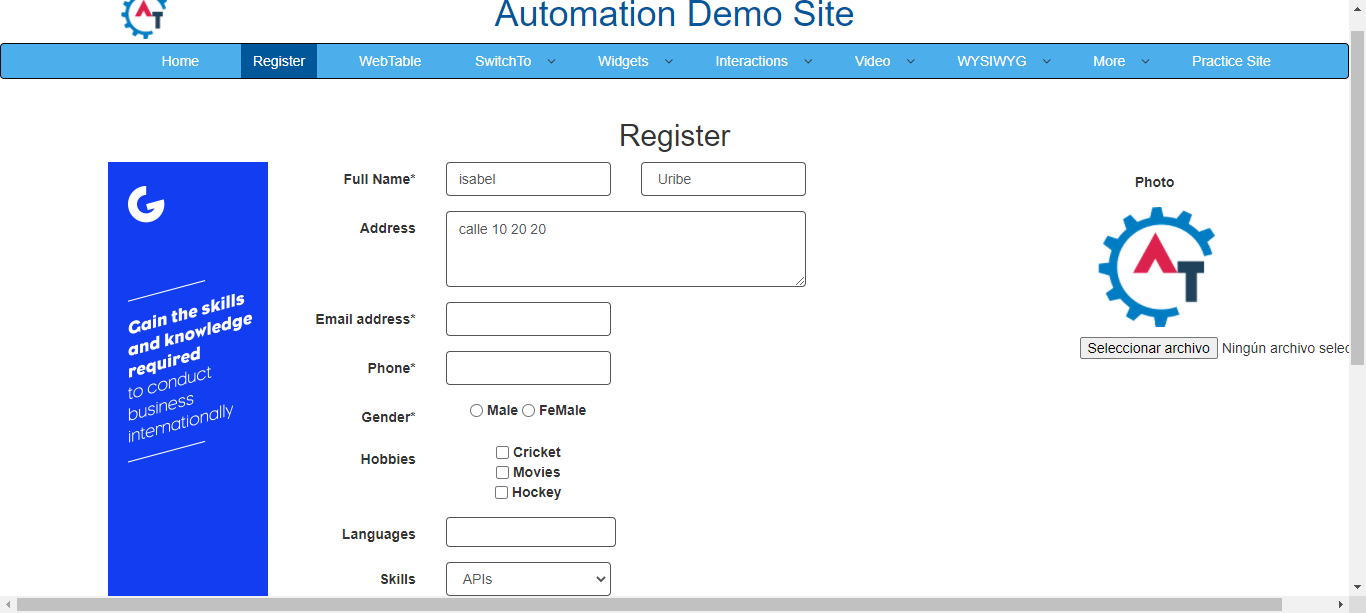 Automation Demo Site
Home Register WebTable SwitchTo Widgets Interactions Video WYSIWYG More Practice Site
Register
Full Name* isabel Uribe
Address calle 10 20 20
Email address*
Phone*
Gender* Male FeMale
Hobbies Cricket
Movies
Hockey
Languages
Skills APIs
Photo
AT
Seleccionar archivo Ningún archivo selec
G
Gain the skills
and knowledge
required
to conduct
business
internationally